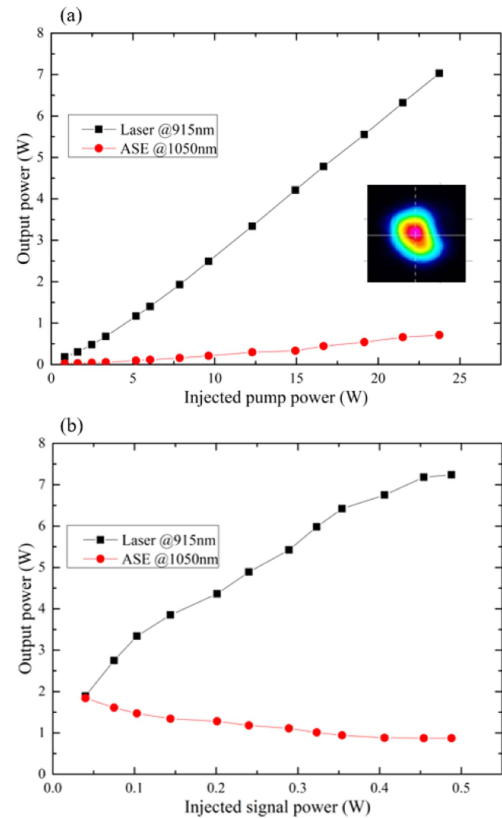 (a)
8
7
6
5
4
3
2
1
0
Output power (W)
Laser @915nm
ASE @1050nm
0 5 10 15 20 25
Injected pump power (W)
(b)
8
7
6
5
4
3
2
1
0
Output power (W)
Laser @915nm
ASE @1050nm
0.0 0.1 0.2 0.3 0.4 0.5
Injected signal power (W)